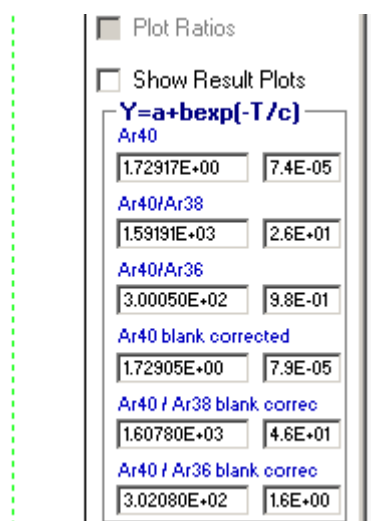 Plot Ratios
Show Result Plots
Y=a+bexp(-T/c)
Ar40
1.72917E+00 7.4E-05
Ar40/Ar38
1.59191E+03 2.6E+01
Ar40/Ar36
3.00050E+02 9.8E-01
Ar40 blank corrected
1.72905E+00 7.9E-05
Ar40 / Ar38 blank correc
1.60780E+03 4.6E+01
Ar40 / Ar36 blank correc
3.02080E+02 1.6E+00